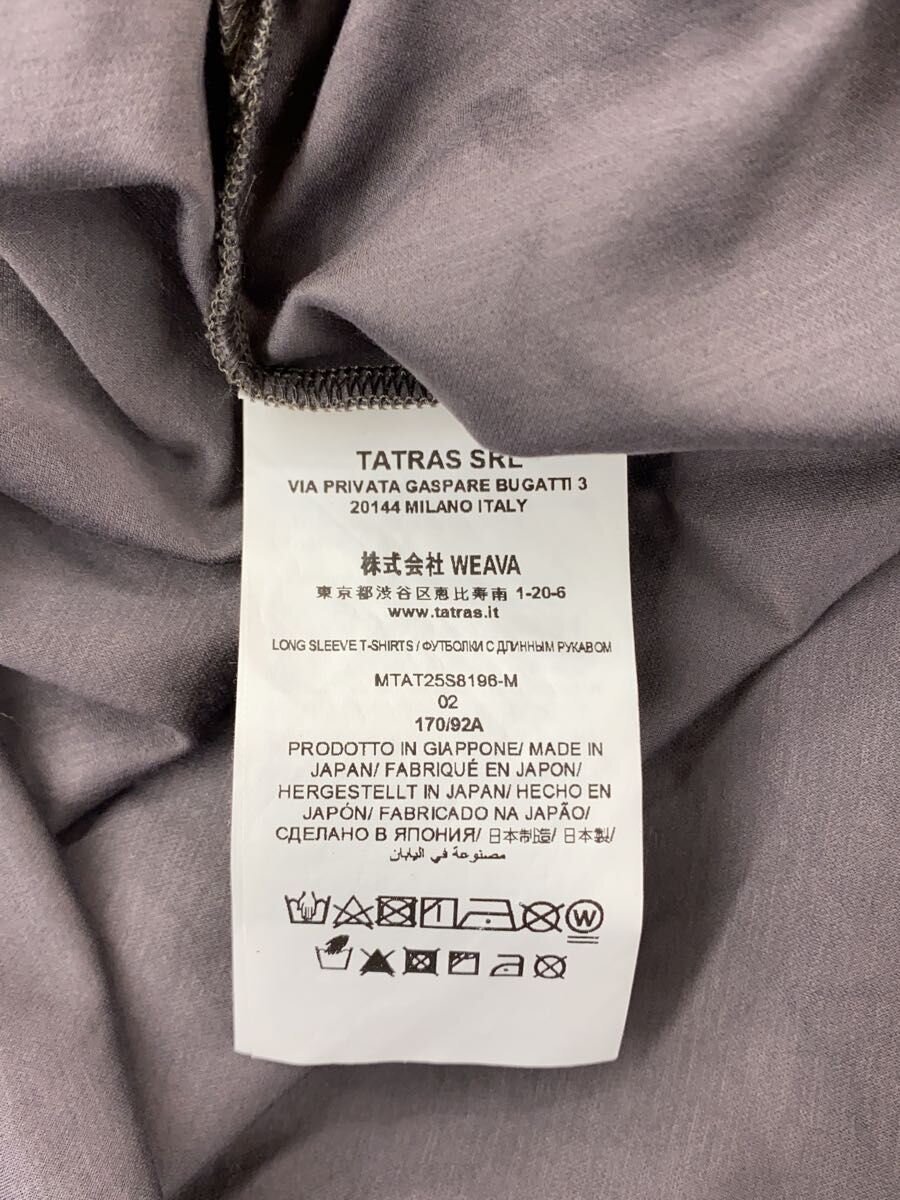 TATRAS SRL
VIA PRIVATA GASPARE BUGATTI 3
20144 MILANO ITALY
株式会社 WEAVA
東京都渋谷区恵比寿南 1-20-6
www.tatras.it
LONG SLEEVE T-SHIRTS / ФУТБОЛКИ С ДЛИННЫМ РУКАВОМ
MTAT25S8196-M
02
170/92A
PRODOTTO IN GIAPPONE/ MADE IN
JAPAN/ FABRIQUÉ EN JAPON/
HERGESTELLT IN JAPAN/ HECHO EN
JAPÓN/ FABRICADO NA JAPÃO/
СДЕЛАНО В ЯПОНИЯ/ 日本制造/ 日本製/
مصنوعة في اليابان
W